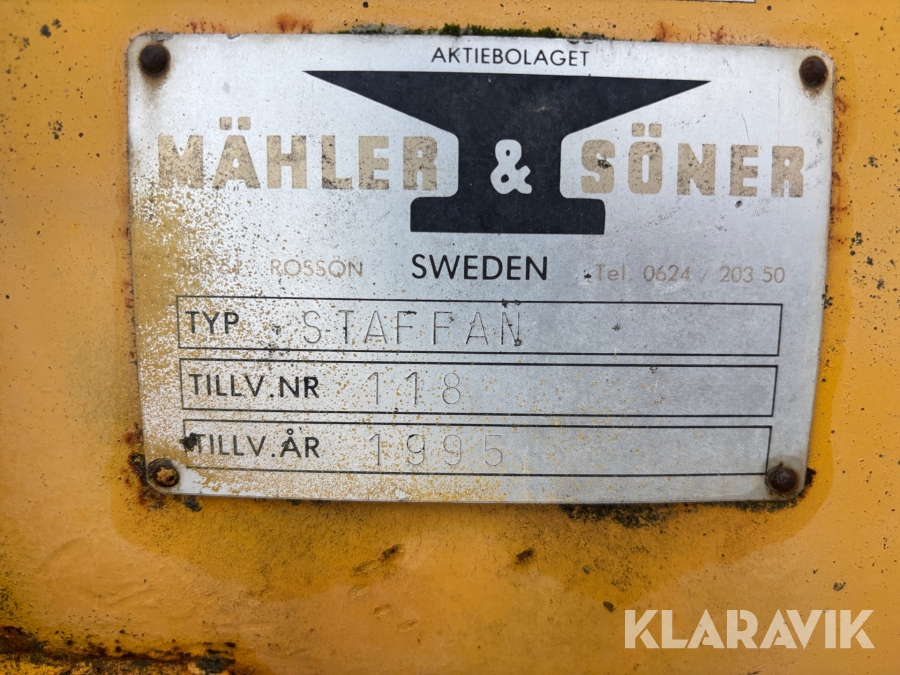 AKTIEBOLAGET
MÄHLER & SÖNER
ROSSÖN SWEDEN Tel. 0624 / 203 50
TYP STAFFAN
TILLV.NR 118
TILLV.ÅR 1995
KLARAVIK